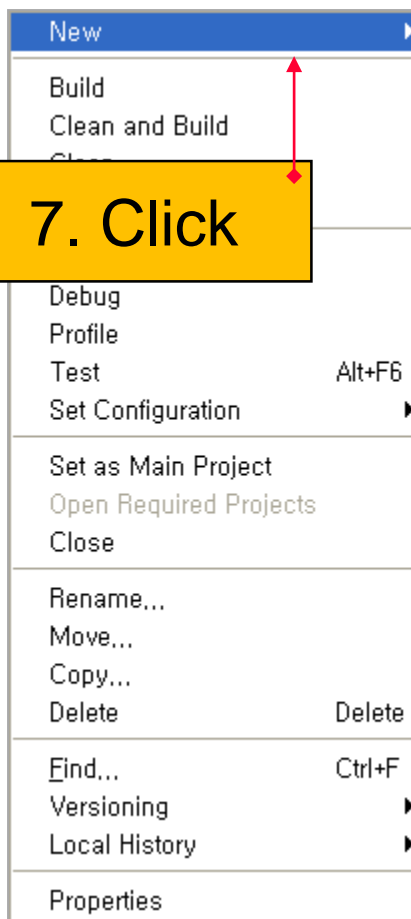 New
Build
Clean and Build
7. Click
Debug
Profile
Test Alt+F6
Set Configuration
Set as Main Project
Open Required Projects
Close
Rename...
Move...
Copy...
Delete Delete
Find... Ctrl+F
Versioning
Local History
Properties